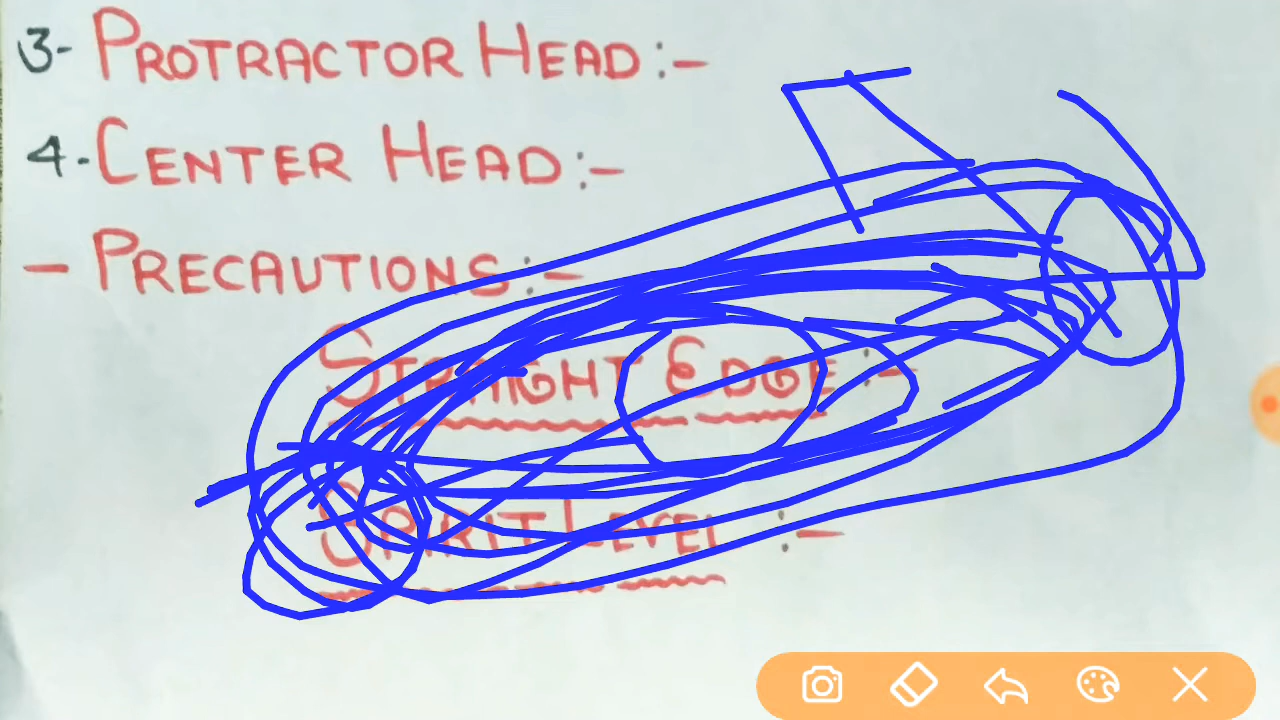 3- PROTRACTOR HEAD:-
4- CENTER HEAD:-
- PRECAUTIONS:-
STRAIGHT EDGE:-
SPIRIT LEVEL :-